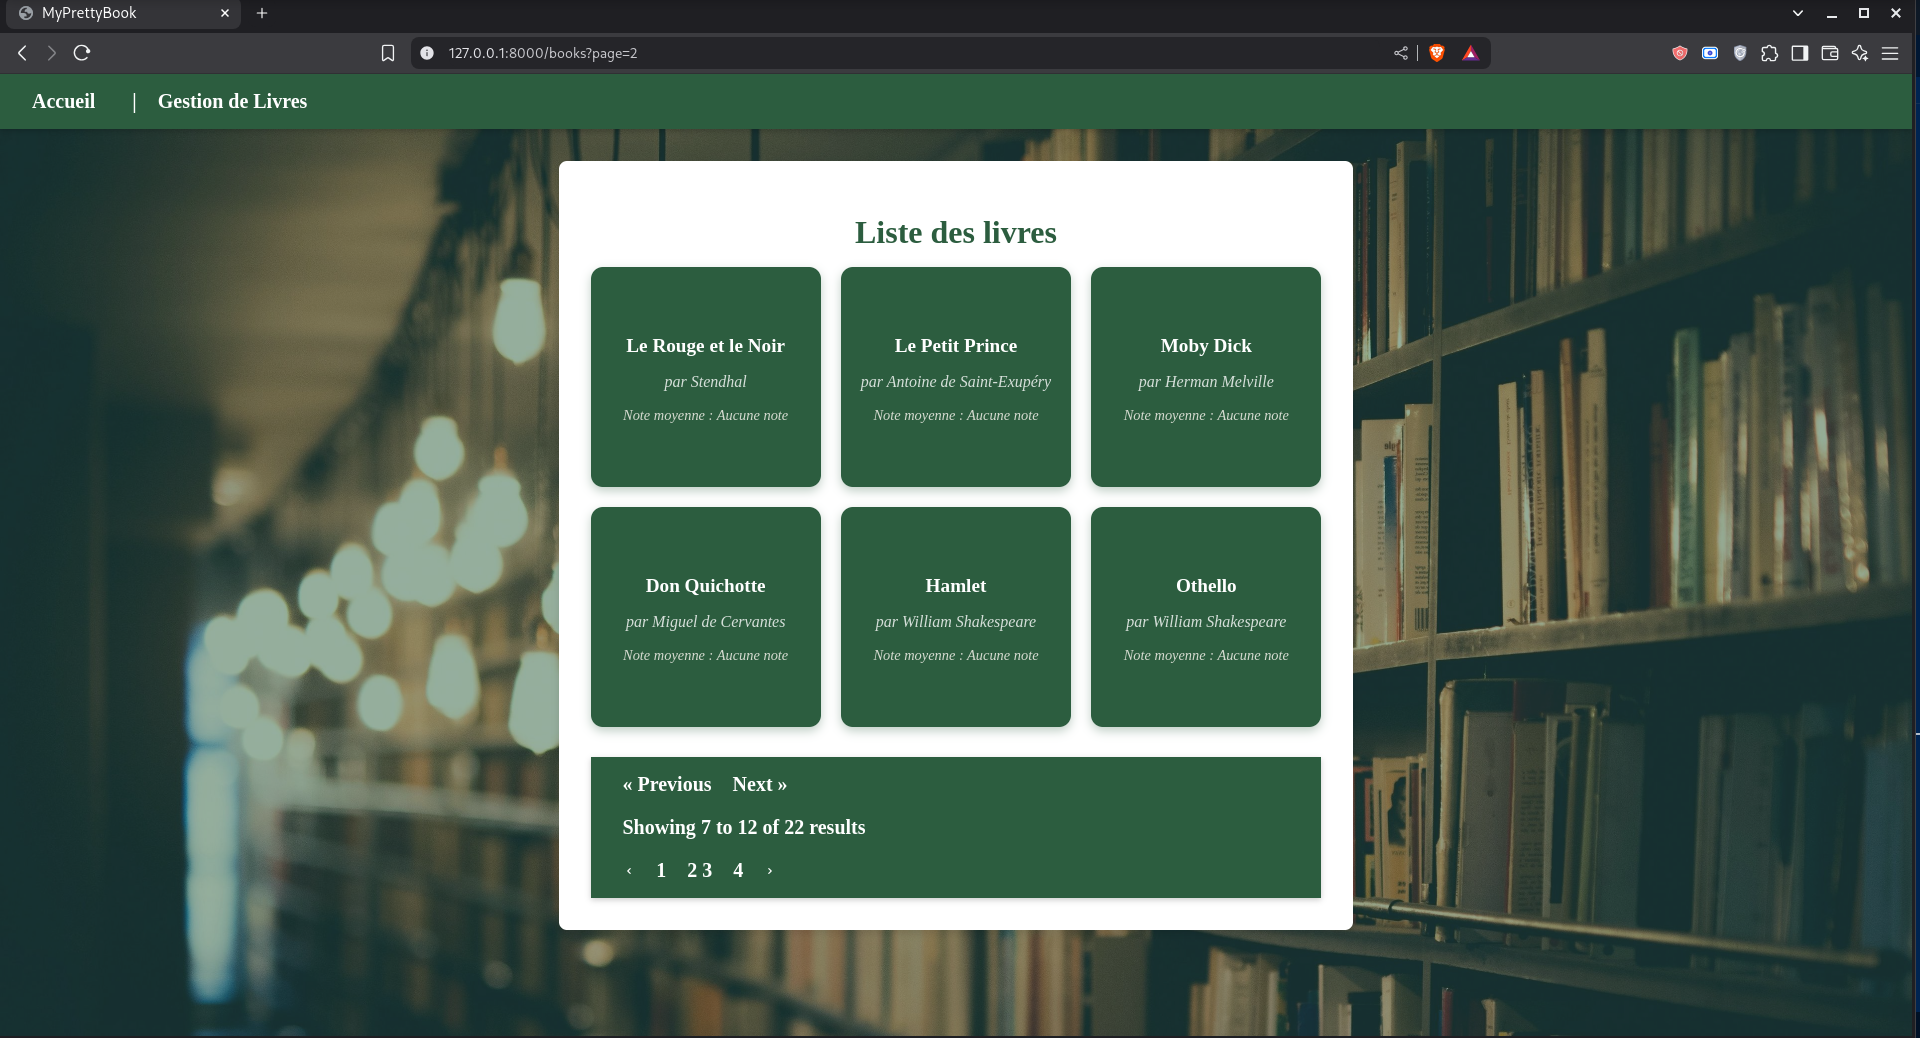 MyPrettyBook
127.0.0.1:8000/books?page=2
Accueil | Gestion de Livres
Liste des livres
Le Rouge et le Noir
par Stendhal
Note moyenne : Aucune note
Le Petit Prince
par Antoine de Saint-Exupéry
Note moyenne : Aucune note
Moby Dick
par Herman Melville
Note moyenne : Aucune note
Don Quichotte
par Miguel de Cervantes
Note moyenne : Aucune note
Hamlet
par William Shakespeare
Note moyenne : Aucune note
Othello
par William Shakespeare
Note moyenne : Aucune note
« Previous Next »
Showing 7 to 12 of 22 results
‹ 1 2 3 4 ›